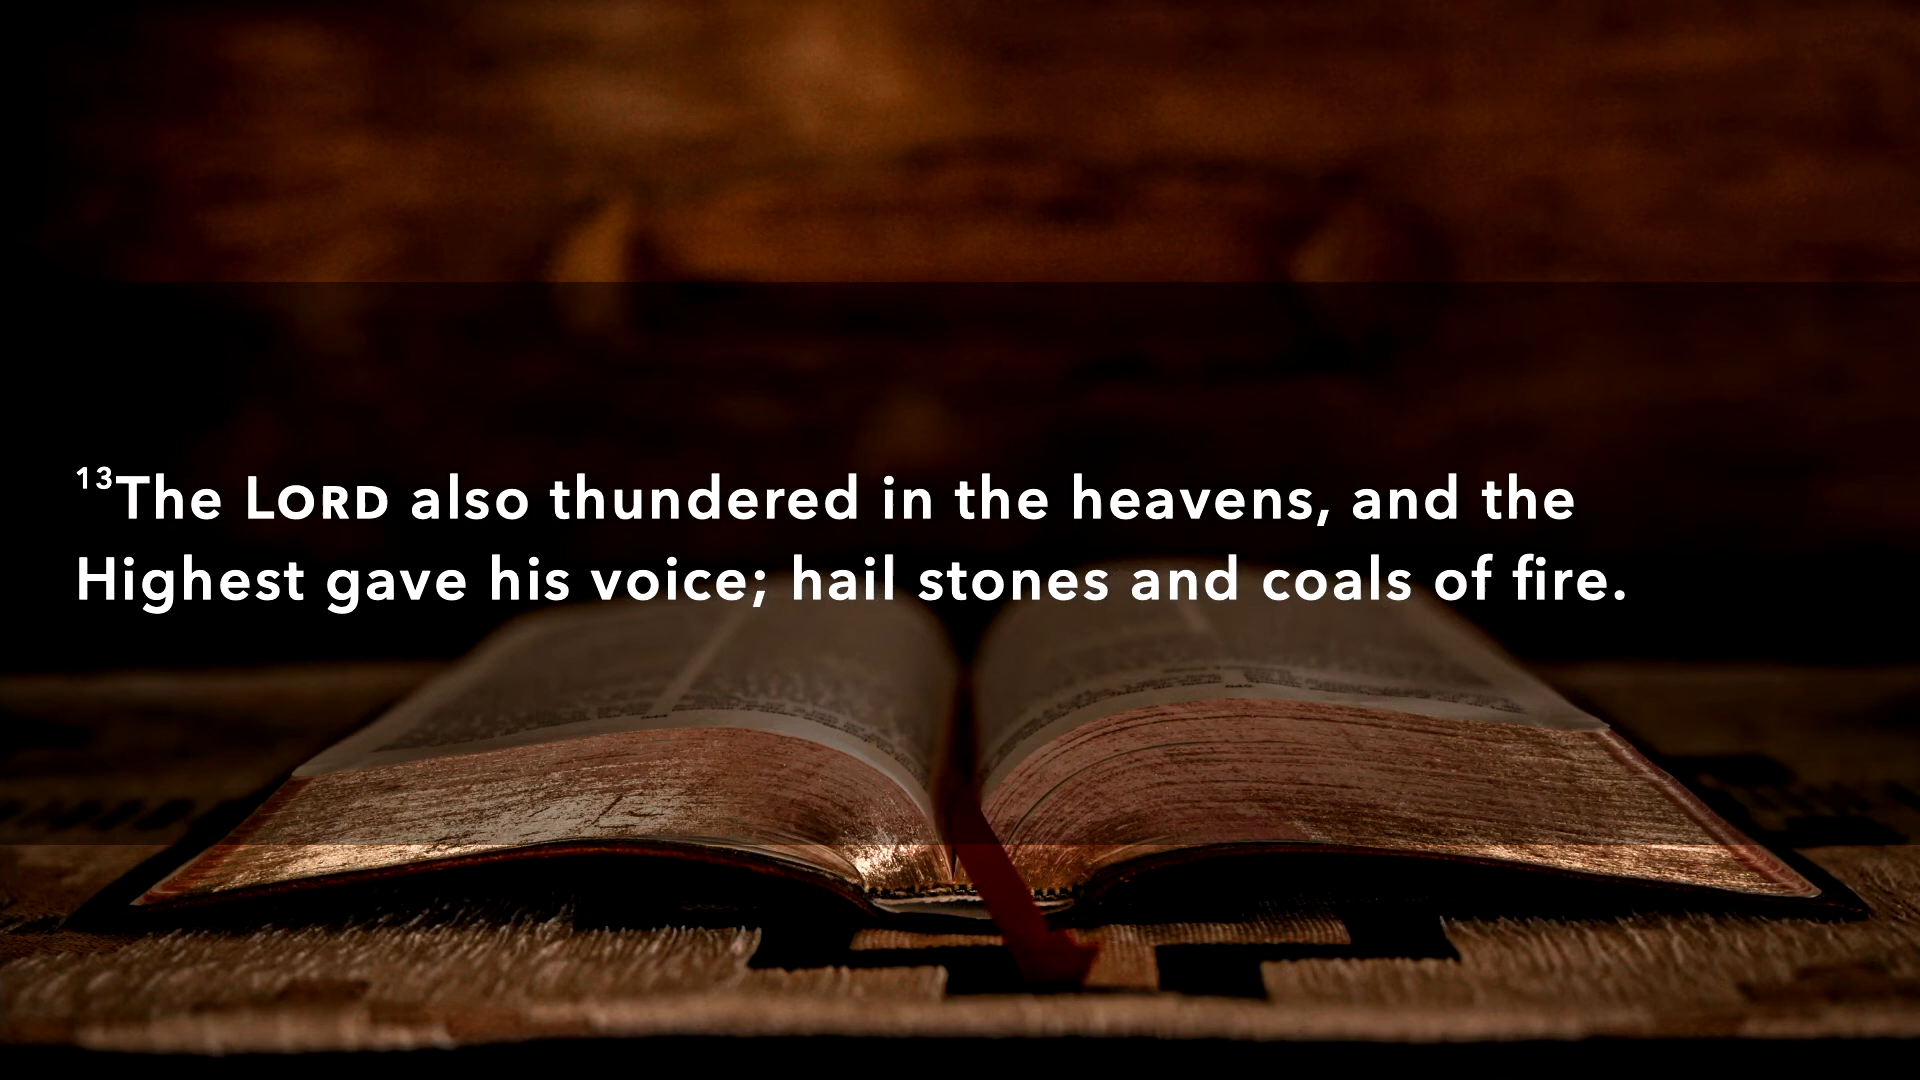 13The LORD also thundered in the heavens, and the
Highest gave his voice; hail stones and coals of fire.